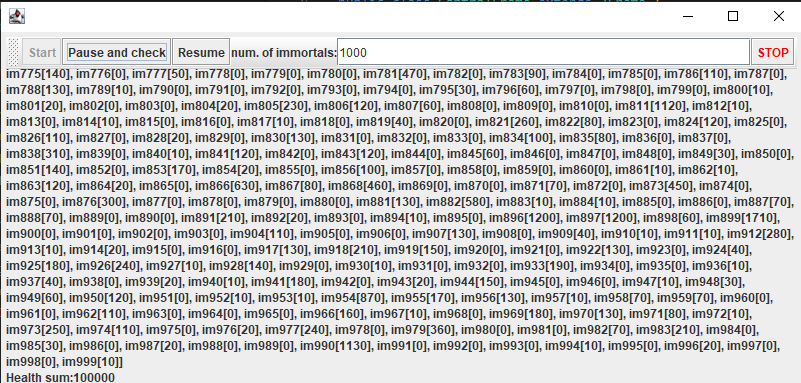 Start Pause and check Resume num. of immortals: 1000 STOP
im775[140], im776[0], im777[50], im778[0], im779[0], im780[0], im781[470], im782[0], im783[90], im784[0], im785[0], im786[110], im787[0],
im788[130], im789[10], im790[0], im791[0], im792[0], im793[0], im794[0], im795[30], im796[60], im797[0], im798[0], im799[0], im800[10],
im801[20], im802[0], im803[0], im804[20], im805[230], im806[120], im807[60], im808[0], im809[0], im810[0], im811[1120], im812[10],
im813[0], im814[10], im815[0], im816[0], im817[10], im818[0], im819[40], im820[0], im821[260], im822[80], im823[0], im824[120], im825[0],
im826[110], im827[0], im828[20], im829[0], im830[130], im831[0], im832[0], im833[0], im834[100], im835[80], im836[0], im837[0],
im838[310], im839[0], im840[10], im841[120], im842[0], im843[120], im844[0], im845[60], im846[0], im847[0], im848[0], im849[30], im850[0],
im851[140], im852[0], im853[170], im854[20], im855[0], im856[100], im857[0], im858[0], im859[0], im860[0], im861[10], im862[10],
im863[120], im864[20], im865[0], im866[630], im867[80], im868[460], im869[0], im870[0], im871[70], im872[0], im873[450], im874[0],
im875[0], im876[300], im877[0], im878[0], im879[0], im880[0], im881[130], im882[580], im883[10], im884[10], im885[0], im886[0], im887[70],
im888[70], im889[0], im890[0], im891[210], im892[20], im893[0], im894[10], im895[0], im896[1200], im897[1200], im898[60], im899[1710],
im900[0], im901[0], im902[0], im903[0], im904[110], im905[0], im906[0], im907[130], im908[0], im909[40], im910[10], im911[10], im912[280],
im913[10], im914[20], im915[0], im916[0], im917[130], im918[210], im919[150], im920[0], im921[0], im922[130], im923[0], im924[40],
im925[180], im926[240], im927[10], im928[140], im929[0], im930[10], im931[0], im932[0], im933[190], im934[0], im935[0], im936[10],
im937[40], im938[0], im939[20], im940[10], im941[180], im942[0], im943[20], im944[150], im945[0], im946[0], im947[10], im948[30],
im949[60], im950[120], im951[0], im952[10], im953[10], im954[870], im955[170], im956[130], im957[10], im958[70], im959[70], im960[0],
im961[0], im962[110], im963[0], im964[0], im965[0], im966[160], im967[10], im968[0], im969[180], im970[130], im971[80], im972[10],
im973[250], im974[110], im975[0], im976[20], im977[240], im978[0], im979[360], im980[0], im981[0], im982[70], im983[210], im984[0],
im985[30], im986[0], im987[20], im988[0], im989[0], im990[1130], im991[0], im992[0], im993[0], im994[10], im995[0], im996[20], im997[0],
im998[0], im999[10]]
Health sum:100000